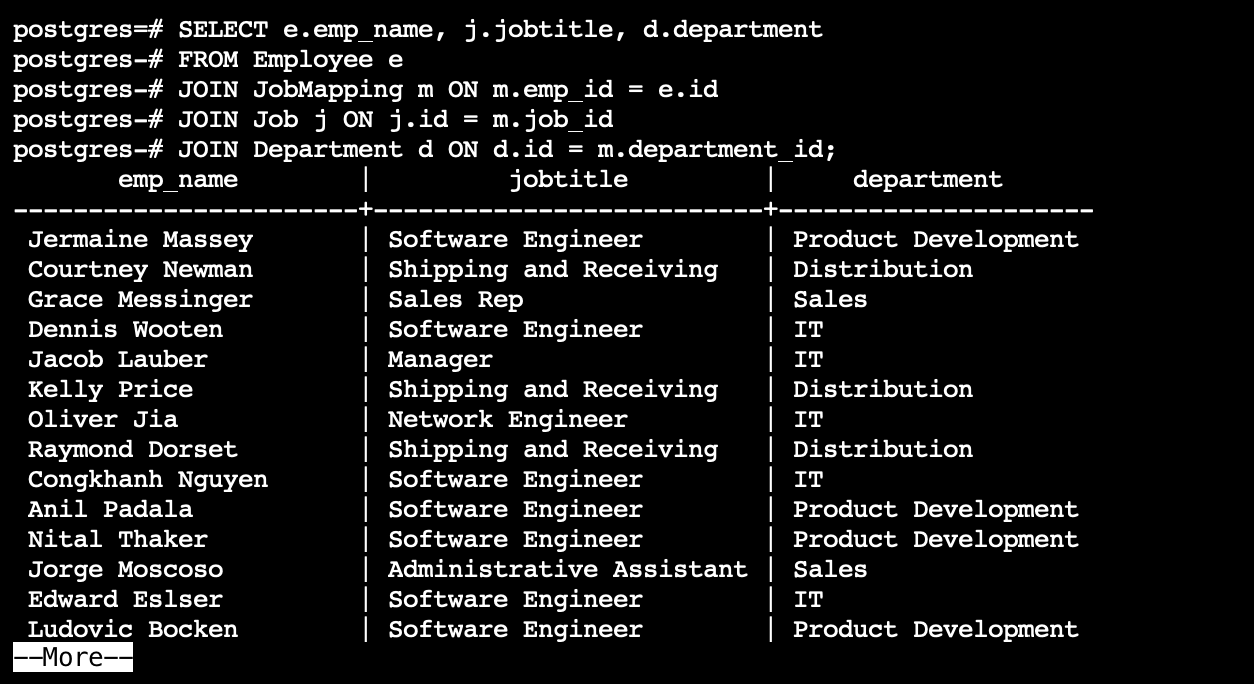 postgres=# SELECT e.emp_name, j.jobtitle, d.department
postgres-# FROM Employee e
postgres-# JOIN JobMapping m ON m.emp_id = e.id
postgres-# JOIN Job j ON j.id = m.job_id
postgres-# JOIN Department d ON d.id = m.department_id;
       emp_name        |         jobtitle         |     department
-----------------------+--------------------------+---------------------
 Jermaine Massey       | Software Engineer        | Product Development
 Courtney Newman       | Shipping and Receiving   | Distribution
 Grace Messinger       | Sales Rep                | Sales
 Dennis Wooten         | Software Engineer        | IT
 Jacob Lauber          | Manager                  | IT
 Kelly Price           | Shipping and Receiving   | Distribution
 Oliver Jia            | Network Engineer         | IT
 Raymond Dorset        | Shipping and Receiving   | Distribution
 Congkhanh Nguyen      | Software Engineer        | IT
 Anil Padala           | Software Engineer        | Product Development
 Nital Thaker          | Software Engineer        | Product Development
 Jorge Moscoso         | Administrative Assistant | Sales
 Edward Eslser         | Software Engineer        | IT
 Ludovic Bocken        | Software Engineer        | Product Development
--More--